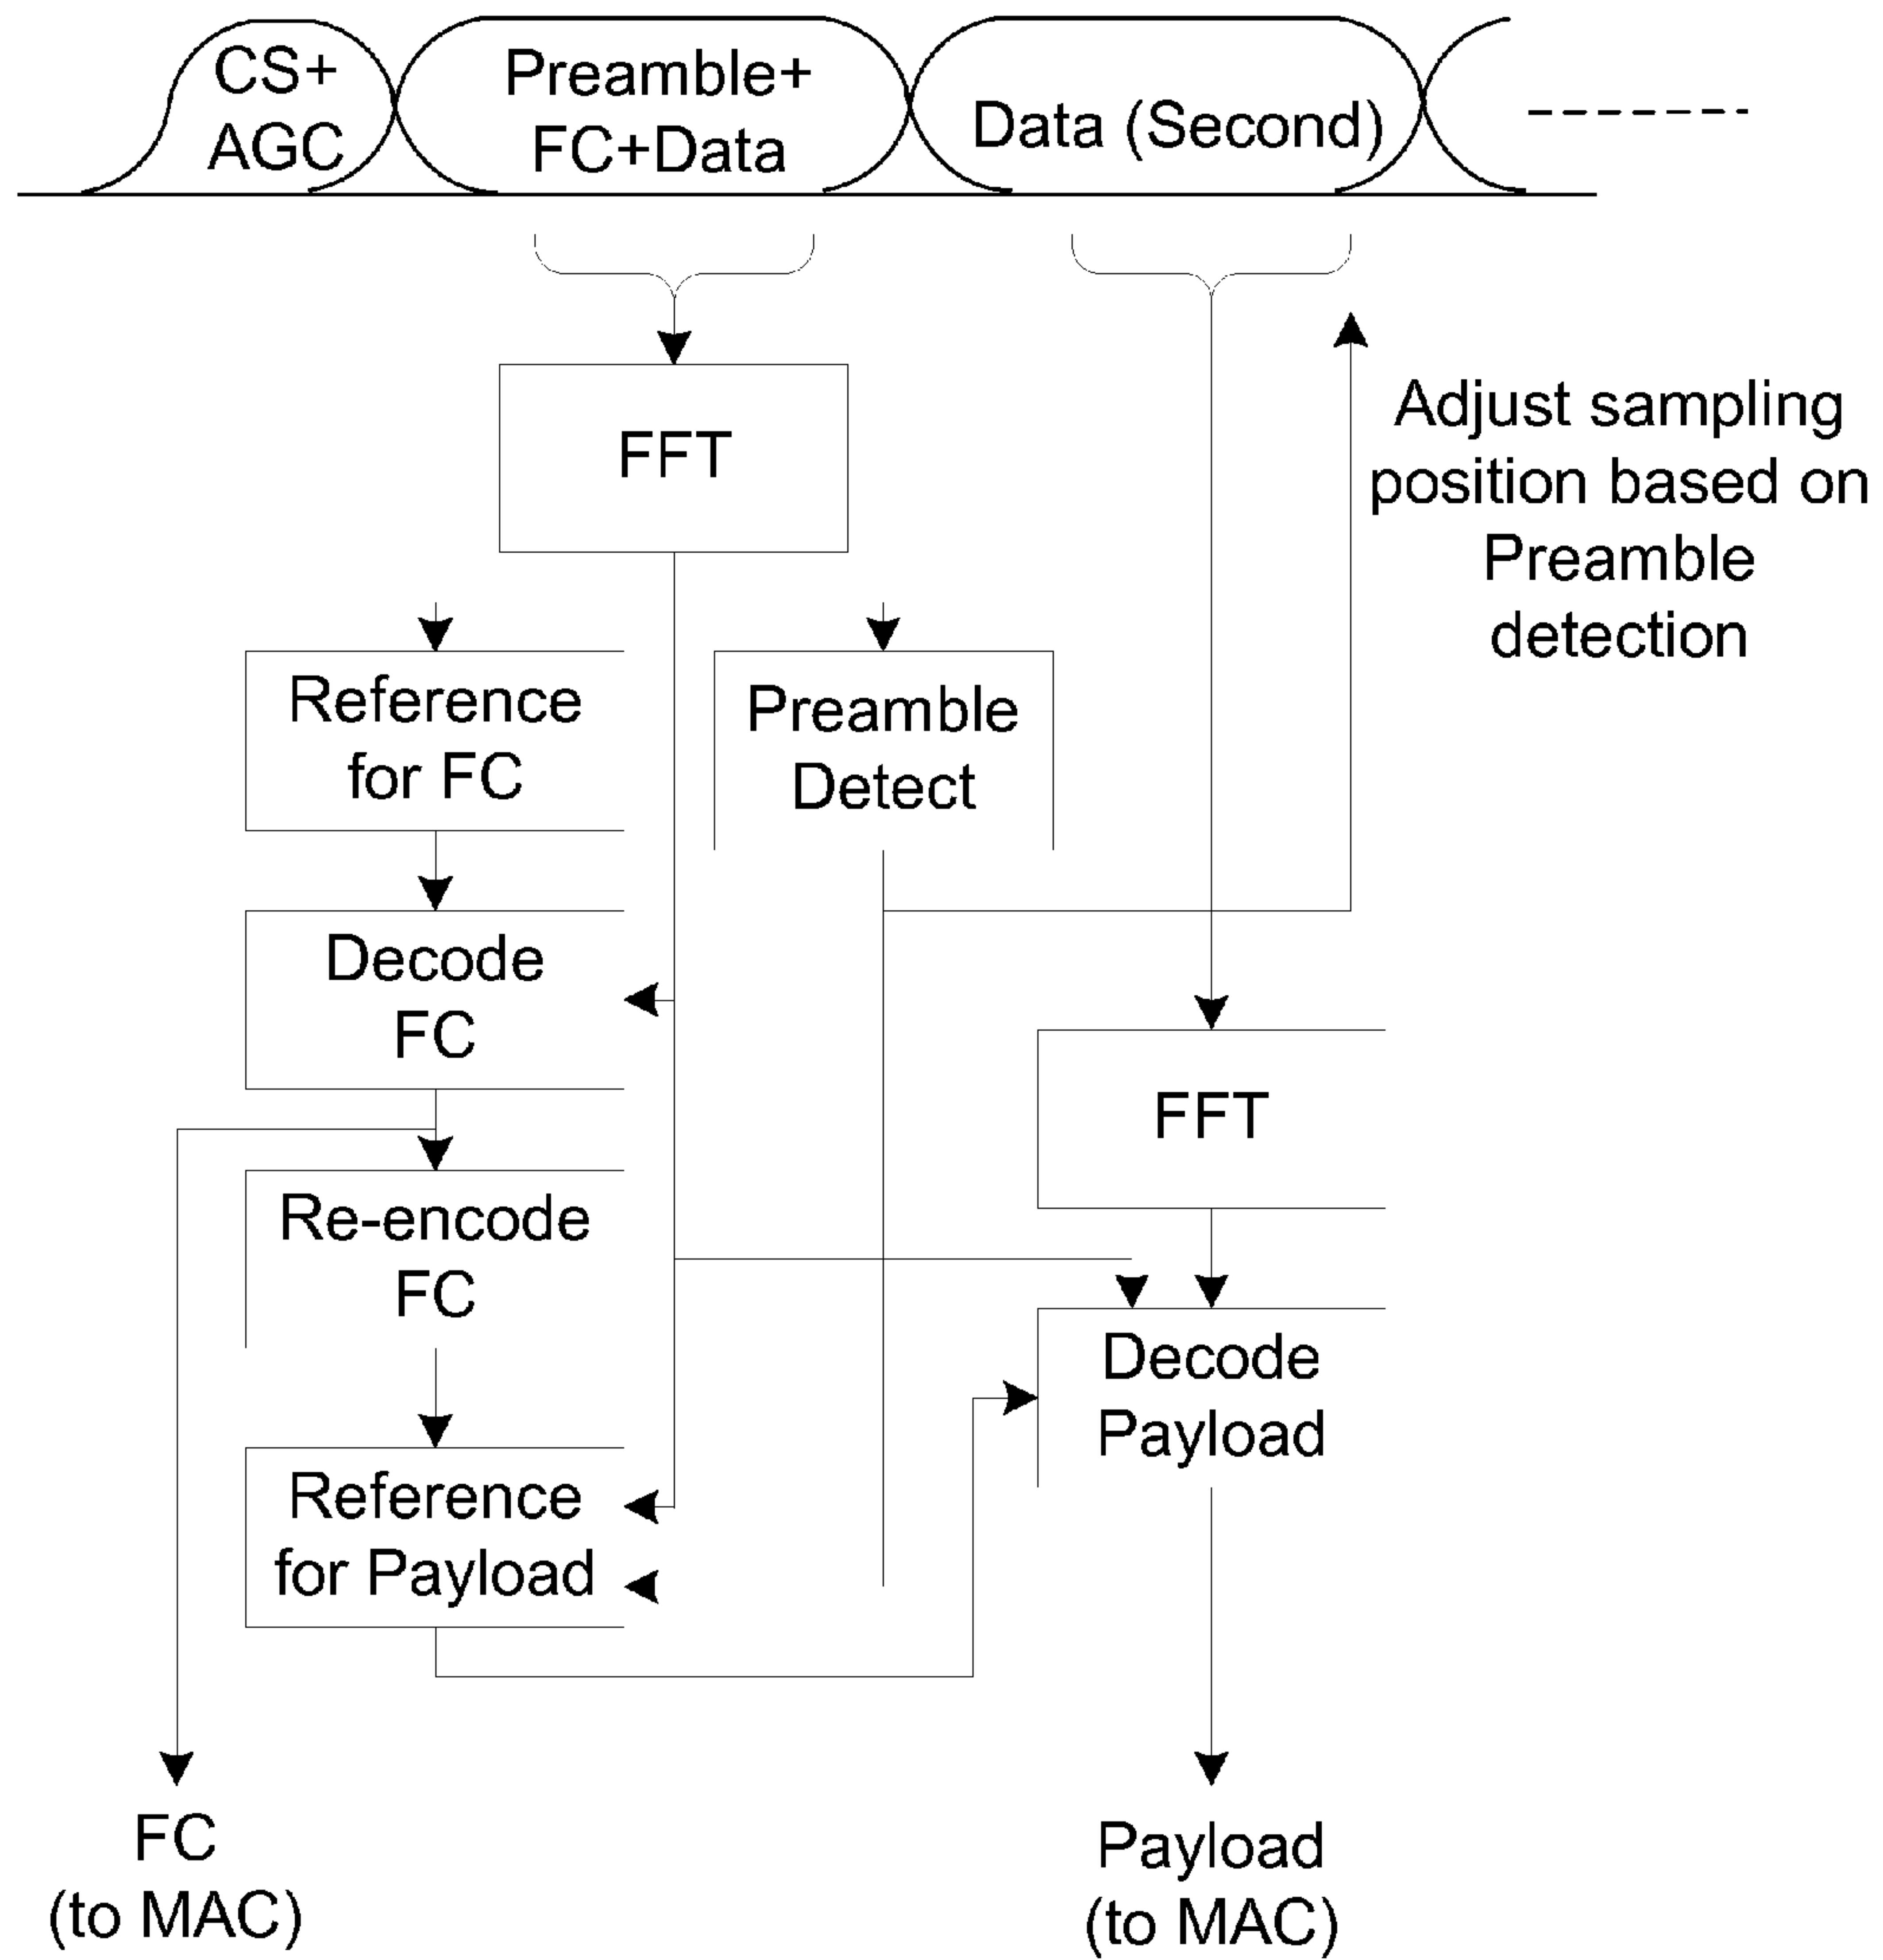 CS+
AGC
Preamble+
FC+Data
Data (Second)
FFT
Adjust sampling
position based on
Preamble
detection
Reference
for FC
Preamble
Detect
Decode
FC
FFT
Re-encode
FC
Decode
Payload
Reference
for Payload
FC
(to MAC)
Payload
(to MAC)